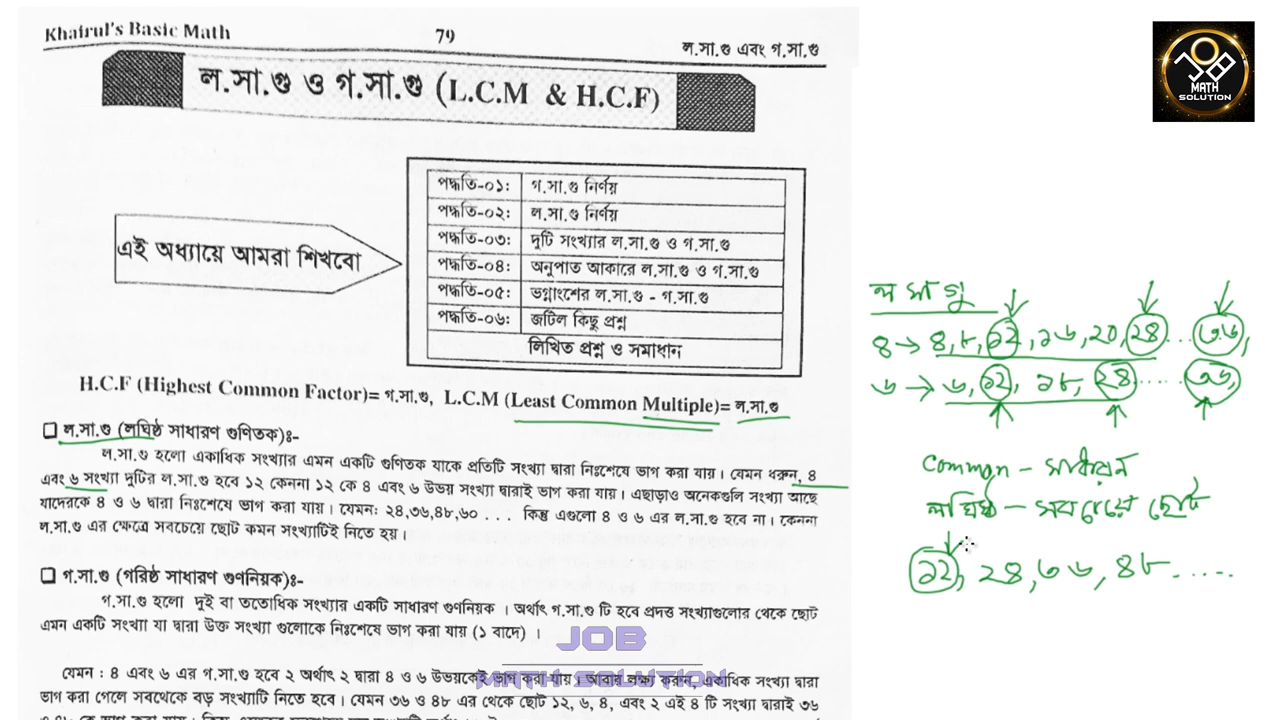 Khairul's Basic Math
79
ল.সা.গু এবং গ.সা.গু
JOB
MATH
SOLUTION
ল.সা.গু ও গ.সা.গু (L.C.M & H.C.F)
এই অধ্যায়ে আমরা শিখবো
পদ্ধতি-০১: গ.সা.গু নির্ণয়
পদ্ধতি-০২: ল.সা.গু নির্ণয়
পদ্ধতি-০৩: দুটি সংখ্যার ল.সা.গু ও গ.সা.গু
পদ্ধতি-০৪: অনুপাত আকারে ল.সা.গু ও গ.সা.গু
পদ্ধতি-০৫: ভগ্নাংশের ল.সা.গু - গ.সা.গু
পদ্ধতি-০৬: জটিল কিছু প্রশ্ন
লিখিত প্রশ্ন ও সমাধান
H.C.F (Highest Common Factor)= গ.সা.গু, L.C.M (Least Common Multiple)= ল.সা.গু
ল.সা.গু (লঘিষ্ঠ সাধারণ গুণিতক)ঃ-
ল.সা.গু হলো একাধিক সংখ্যার এমন একটি গুণিতক যাকে প্রতিটি সংখ্যা দ্বারা নিঃশেষে ভাগ করা যায়। যেমন ধরুন, ৪
এবং ৬ সংখ্যা দুটির ল.সা.গু হবে ১২ কেননা ১২ কে ৪ এবং ৬ উভয় সংখ্যা দ্বারাই ভাগ করা যায়। এছাড়াও অনেকগুলি সংখ্যা আছে
যাদেরকে ৪ ও ৬ দ্বারা নিঃশেষে ভাগ করা যায়। যেমন: ২৪,৩৬,৪৮,৬০ . . . কিন্তু এগুলো ৪ ও ৬ এর ল.সা.গু হবে না। কেননা
ল.সা.গু এর ক্ষেত্রে সবচেয়ে ছোট কমন সংখ্যাটিই নিতে হয়।
গ.সা.গু (গরিষ্ঠ সাধারণ গুণনিয়ক)ঃ-
গ.সা.গু হলো দুই বা ততোধিক সংখ্যার একটি সাধারণ গুণনিয়ক । অর্থাৎ গ.সা.গু টি হবে প্রদত্ত সংখ্যাগুলোর থেকে ছোট
এমন একটি সংখ্যা যা দ্বারা উক্ত সংখ্যা গুলোকে নিঃশেষে ভাগ করা যায় (১ বাদে) ।
যেমন : ৪ এবং ৬ এর গ.সা.গু হবে ২ অর্থাৎ ২ দ্বারা ৪ ও ৬ উভয়কেই ভাগ করা যায়। আবার লক্ষ্য করুন, একাধিক সংখ্যা দ্বারা
ভাগ করা গেলে সবথেকে বড় সংখ্যাটি নিতে হবে। যেমন ৩৬ ও ৪৮ এর থেকে ছোট ১২, ৬, ৪, এবং ২ এই ৪ টি সংখ্যা দ্বারাই ৩৬
JOB
MATH SOLUTION
ল সা গু
৪ → ৪, ৮, ১২, ১৬, ২০, ২৪ ... ৩৬,
৬ → ৬, ১২, ১৮, ২৪ ..... ৩৬,
Common - সাধারন
লঘিষ্ঠ - সবচেয়ে ছোট
১২, ২৪, ৩৬, ৪৮ .....